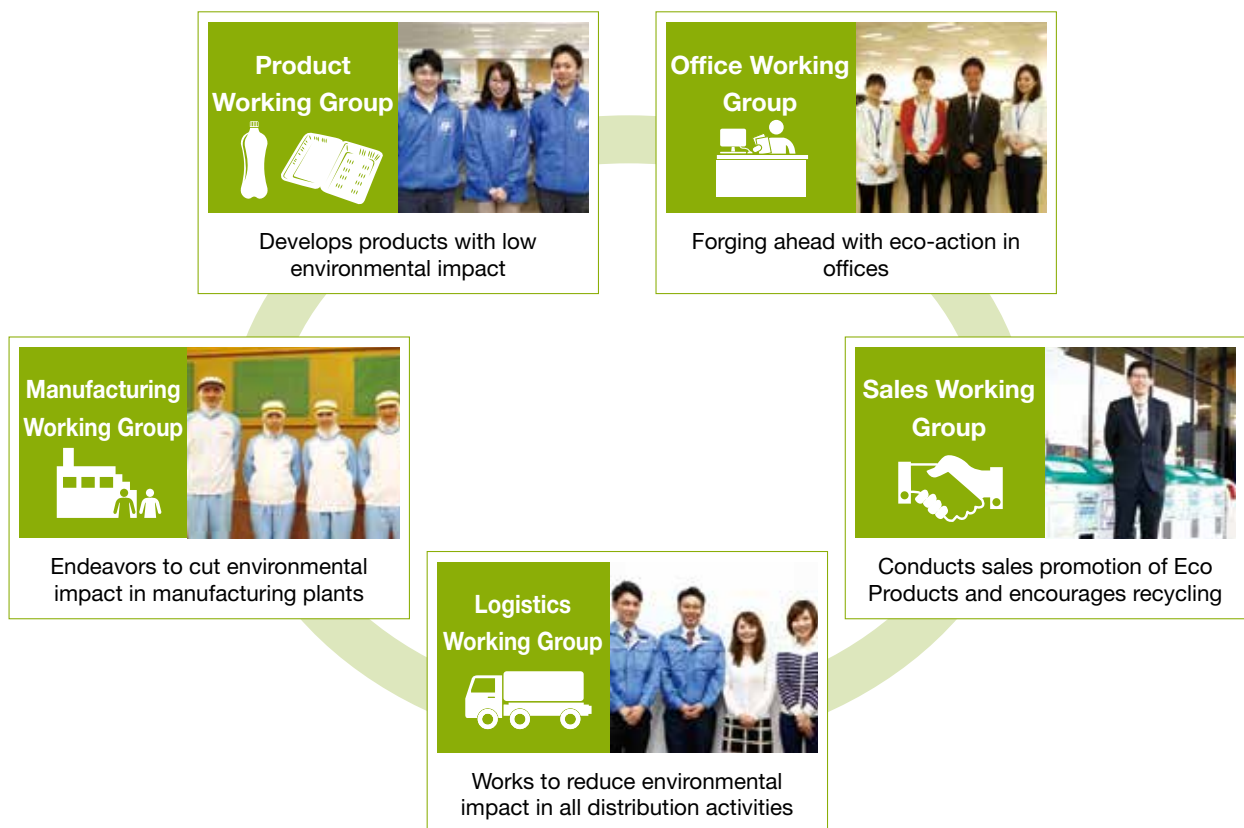 Product
Working Group
Develops products with low
environmental impact
Office Working
Group
Forging ahead with eco-action in
offices
Manufacturing
Working Group
Endeavors to cut environmental
impact in manufacturing plants
Sales Working
Group
Conducts sales promotion of Eco
Products and encourages recycling
Logistics
Working Group
Works to reduce environmental
impact in all distribution activities